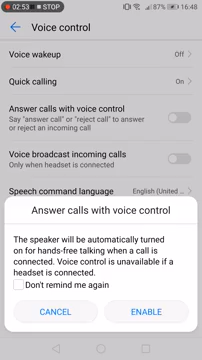 02:53 STOP 87% 16:48
Voice control
Voice wakeup Off
Quick calling On
Answer calls with voice control
Say "answer call" or "reject call" to answer
or reject an incoming call
Voice broadcast incoming calls
Only when headset is connected
Speech command language English (United ...
Answer calls with voice control
The speaker will be automatically turned
on for hands-free talking when a call is
connected. Voice control is unavailable if a
headset is connected.
Don't remind me again
CANCEL ENABLE